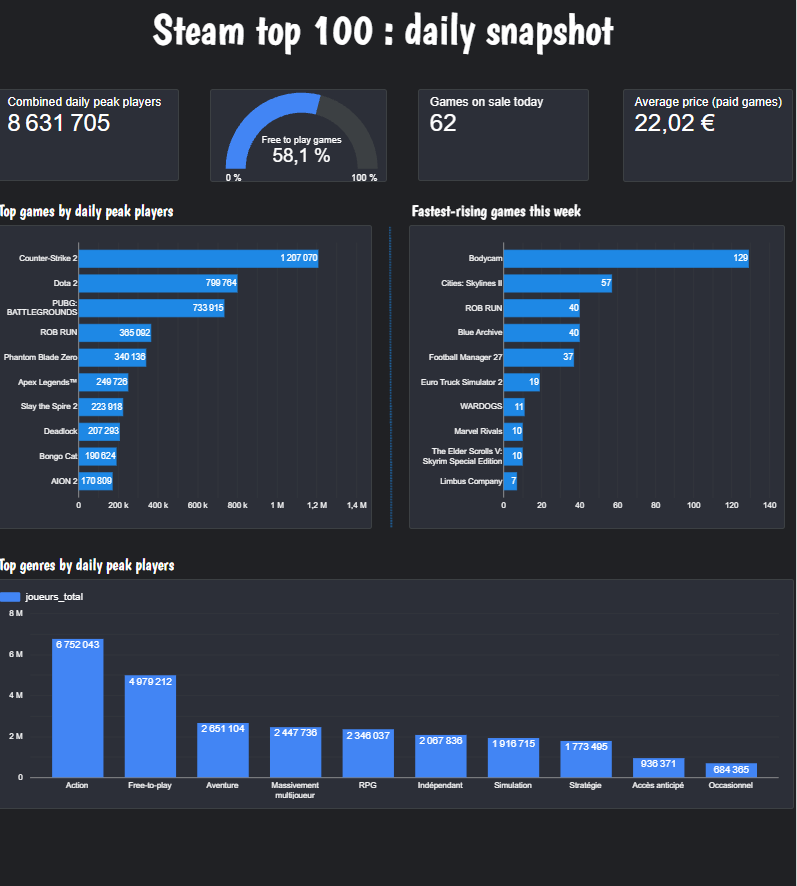 Steam top 100 : daily snapshot
Combined daily peak players
8 631 705
Free to play games
58,1 %
0 %
100 %
Games on sale today
62
Average price (paid games)
22,02 €
Top games by daily peak players
Counter-Strike 2
1 207 070
Dota 2
799 764
PUBG:
BATTLEGROUNDS
733 915
ROB RUN
365 092
Phantom Blade Zero
340 136
Apex Legends™
249 726
Slay the Spire 2
223 918
Deadlock
207 293
Bongo Cat
190 624
AION 2
170 809
0
200 k
400 k
600 k
800 k
1 M
1,2 M
1,4 M
Fastest-rising games this week
Bodycam
129
Cities: Skylines II
57
ROB RUN
40
Blue Archive
40
Football Manager 27
37
Euro Truck Simulator 2
19
WARDOGS
11
Marvel Rivals
10
The Elder Scrolls V:
Skyrim Special Edition
10
Limbus Company
7
0
20
40
60
80
100
120
140
Top genres by daily peak players
joueurs_total
8 M
6 M
4 M
2 M
0
6 752 043
4 979 212
2 651 104
2 447 736
2 346 037
2 067 836
1 916 715
1 773 495
936 371
684 365
Action
Free-to-play
Aventure
Massivement
multijoueur
RPG
Indépendant
Simulation
Stratégie
Accès anticipé
Occasionnel